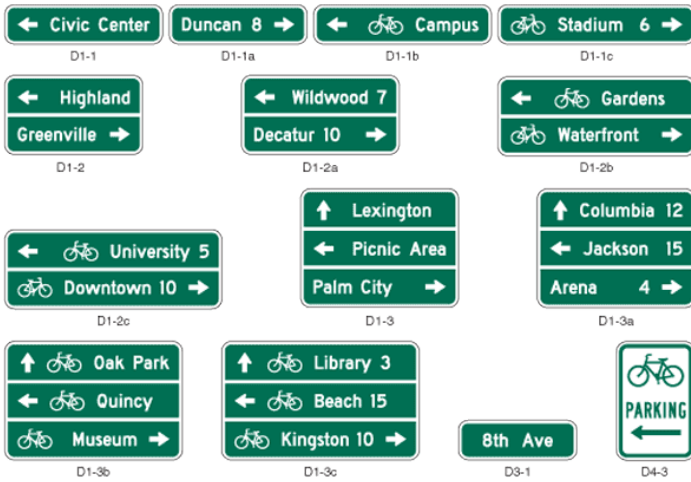 Civic Center
Duncan 8
Campus
Stadium 6
D1-1
D1-1a
D1-1b
D1-1c
Highland
Greenville
D1-2
Wildwood 7
Decatur 10
D1-2a
Gardens
Waterfront
D1-2b
University 5
Downtown 10
D1-2c
Lexington
Picnic Area
Palm City
D1-3
Columbia 12
Jackson 15
Arena 4
D1-3a
Oak Park
Quincy
Museum
D1-3b
Library 3
Beach 15
Kingston 10
D1-3c
8th Ave
D3-1
PARKING
D4-3